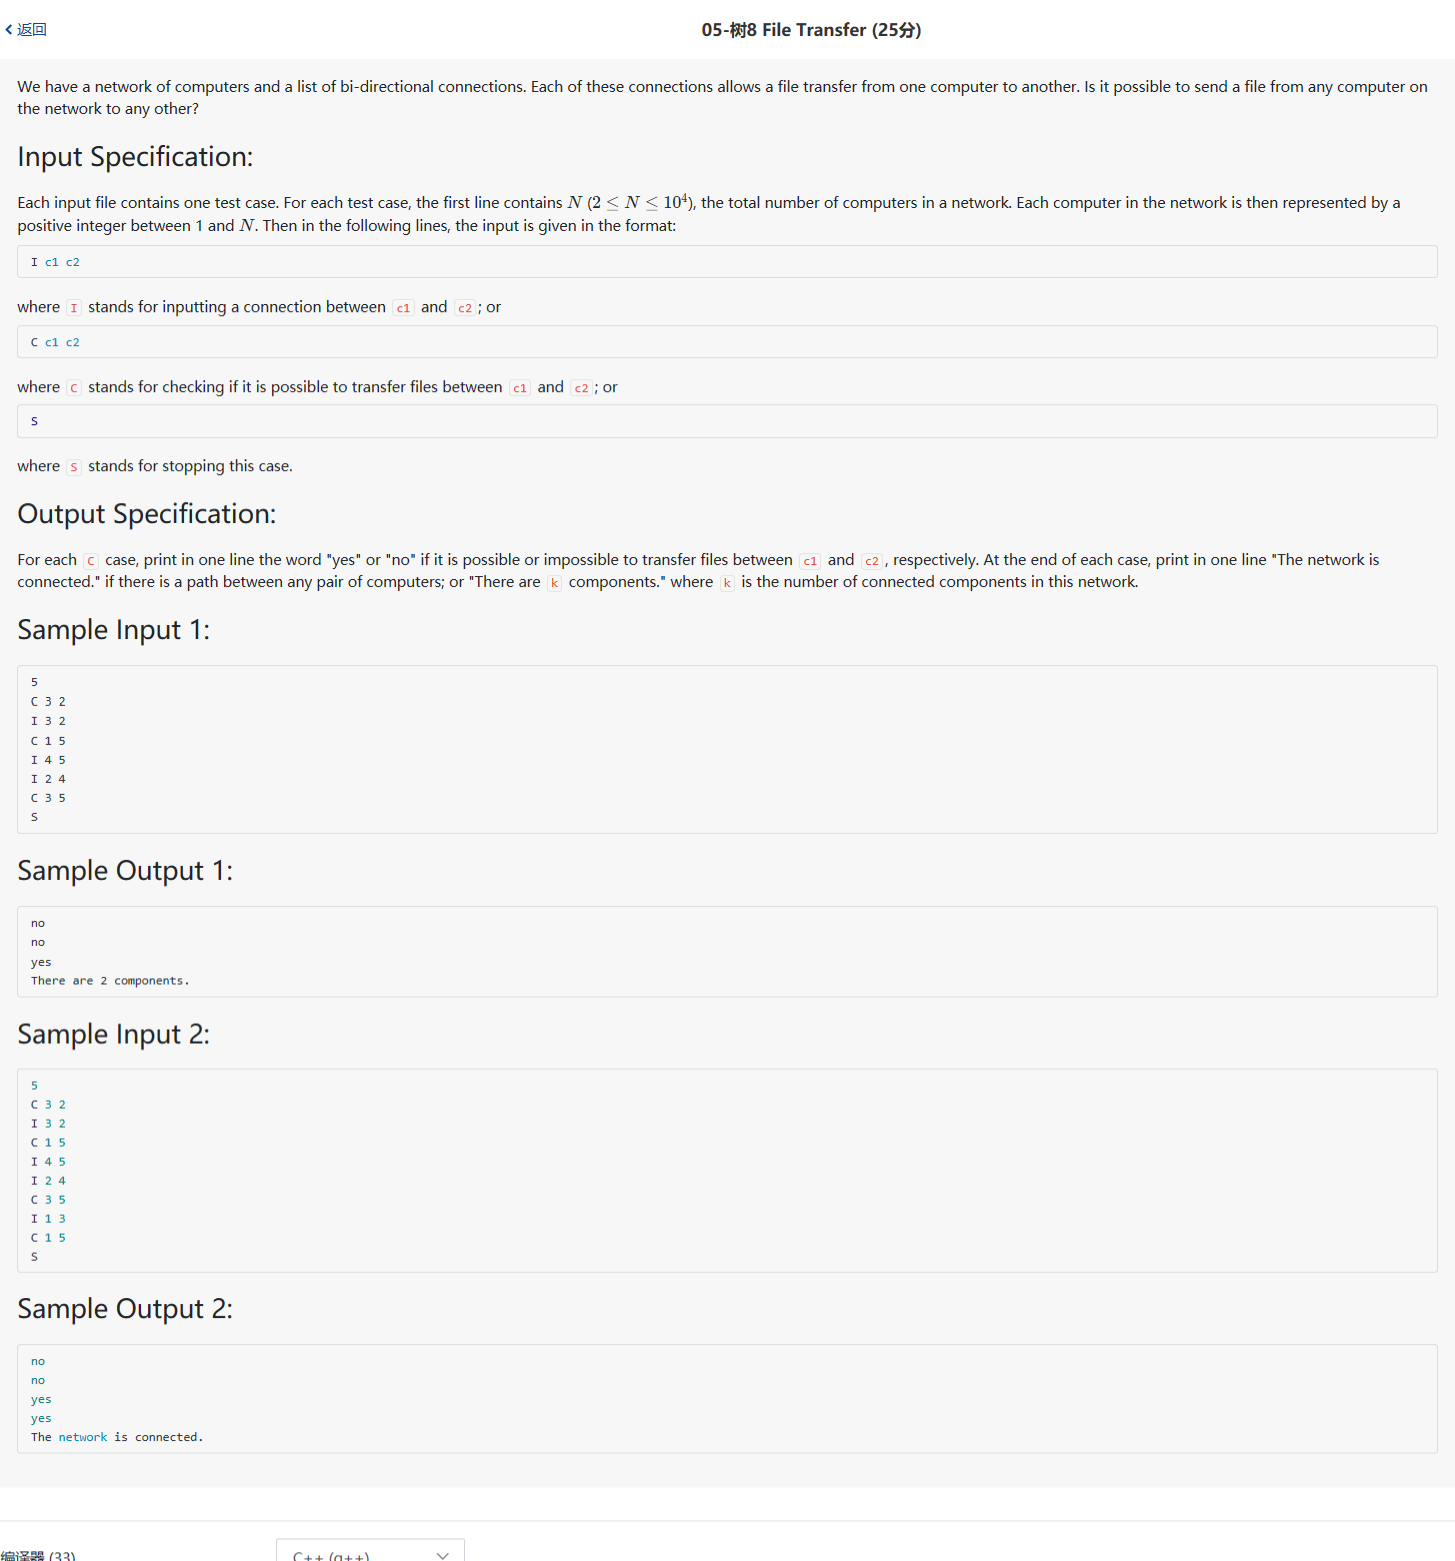 返回
05-树8 File Transfer (25分)
We have a network of computers and a list of bi-directional connections. Each of these connections allows a file transfer from one computer to another. Is it possible to send a file from any computer on
the network to any other?
Input Specification:
Each input file contains one test case. For each test case, the first line contains N (2 ≤ N ≤ 10⁴), the total number of computers in a network. Each computer in the network is then represented by a
positive integer between 1 and N. Then in the following lines, the input is given in the format:
I c1 c2
where I stands for inputting a connection between c1 and c2; or
C c1 c2
where C stands for checking if it is possible to transfer files between c1 and c2; or
S
where S stands for stopping this case.
Output Specification:
For each C case, print in one line the word "yes" or "no" if it is possible or impossible to transfer files between c1 and c2, respectively. At the end of each case, print in one line "The network is
connected." if there is a path between any pair of computers; or "There are k components." where k is the number of connected components in this network.
Sample Input 1:
5
C 3 2
I 3 2
C 1 5
I 4 5
I 2 4
C 3 5
S
Sample Output 1:
no
no
yes
There are 2 components.
Sample Input 2:
5
C 3 2
I 3 2
C 1 5
I 4 5
I 2 4
C 3 5
I 1 3
C 1 5
S
Sample Output 2:
no
no
yes
yes
The network is connected.
编译器 (33)
C++ (g++)